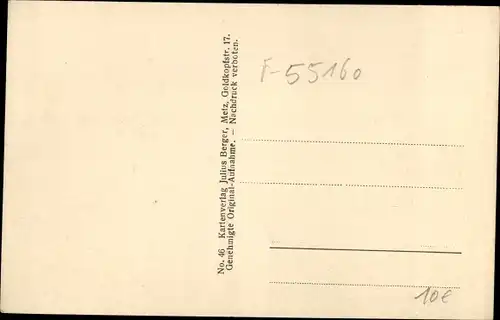 No. 46 Kartenverlag Julius Berger, Metz, Goldkopfstr. 17.
Genehmigte Original-Aufnahme. — Nachdruck verboten.
F-55160
10€